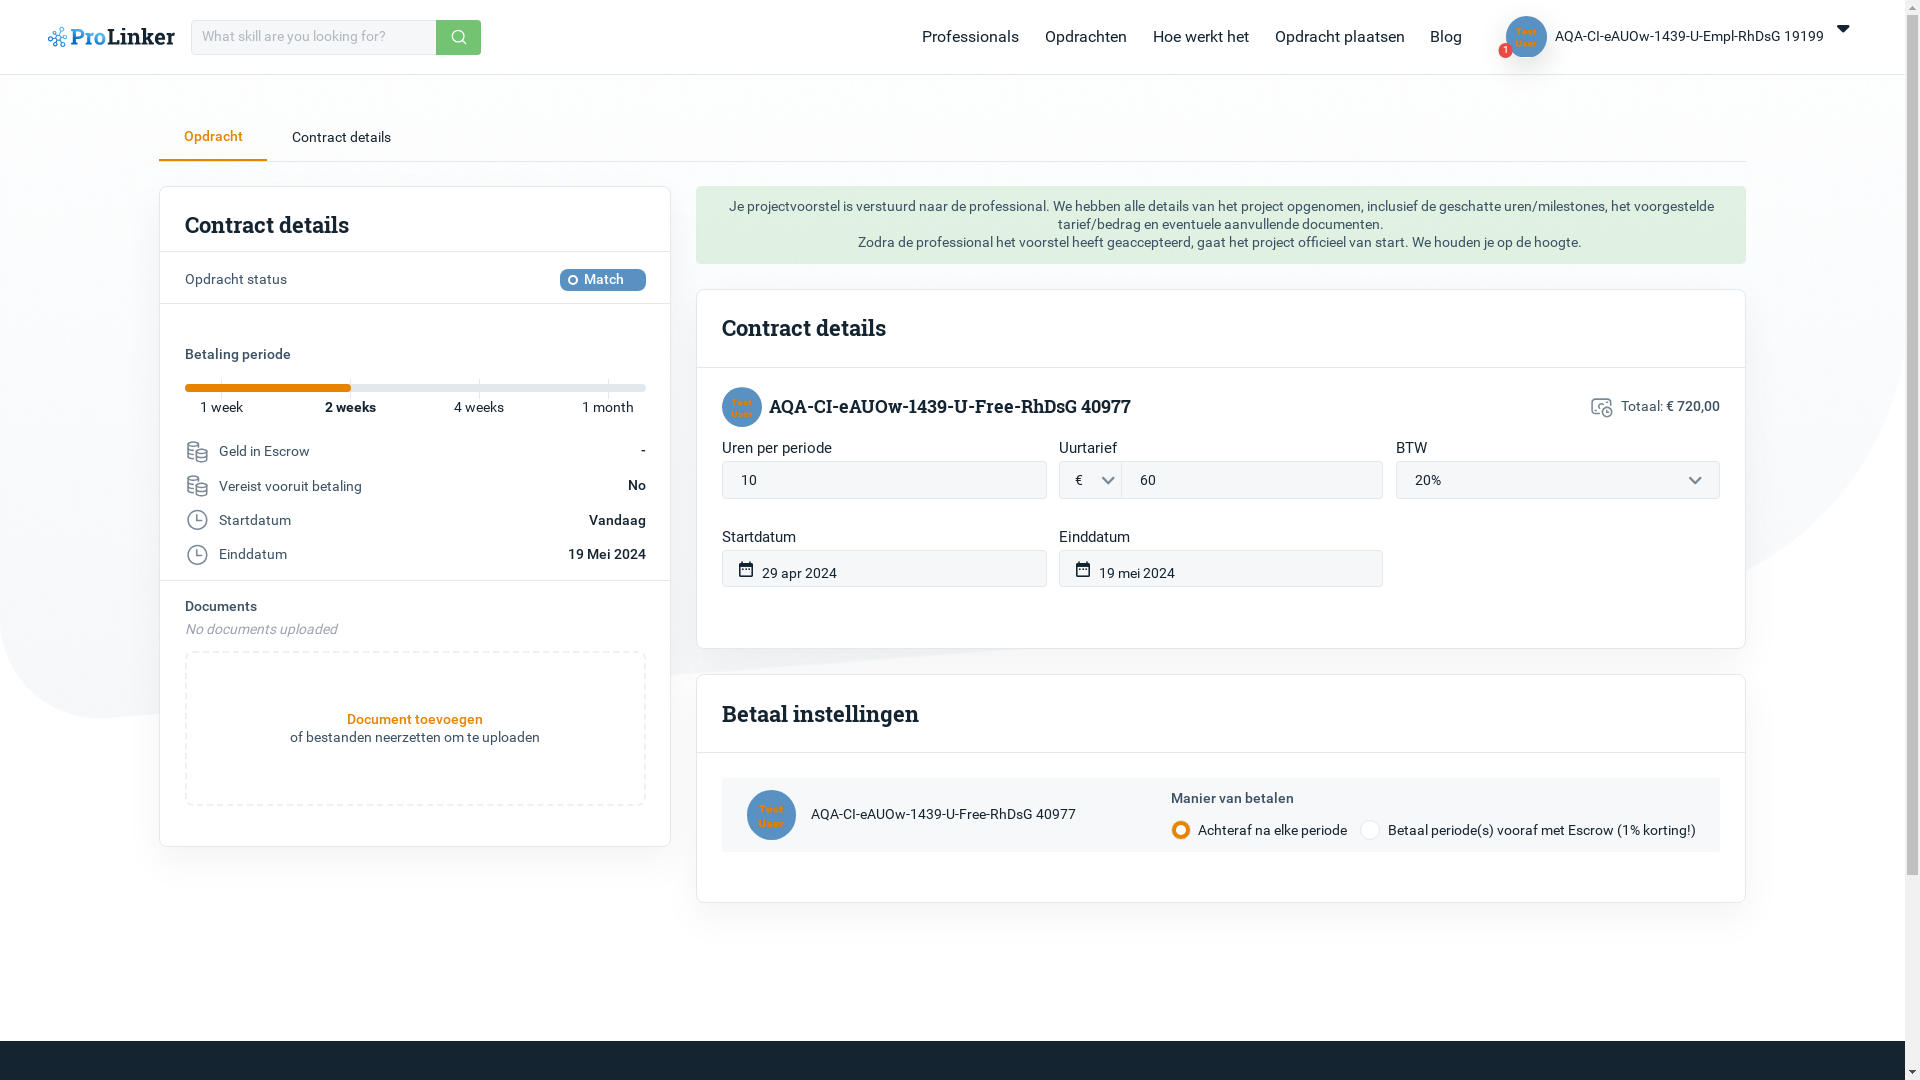 ProLinker
What skill are you looking for?
Professionals
Opdrachten
Hoe werkt het
Opdracht plaatsen
Blog
Test
User
1
AQA-CI-eAUOw-1439-U-Empl-RhDsG 19199
Opdracht
Contract details
Contract details
Opdracht status
Match
Betaling periode
1 week
2 weeks
4 weeks
1 month
Geld in Escrow
-
Vereist vooruit betaling
No
Startdatum
Vandaag
Einddatum
19 Mei 2024
Documents
No documents uploaded
Document toevoegen
of bestanden neerzetten om te uploaden
Je projectvoorstel is verstuurd naar de professional. We hebben alle details van het project opgenomen, inclusief de geschatte uren/milestones, het voorgestelde
tarief/bedrag en eventuele aanvullende documenten.
Zodra de professional het voorstel heeft geaccepteerd, gaat het project officieel van start. We houden je op de hoogte.
Contract details
Test
User
AQA-CI-eAUOw-1439-U-Free-RhDsG 40977
Totaal: € 720,00
Uren per periode
Uurtarief
BTW
10
€
60
20%
Startdatum
Einddatum
29 apr 2024
19 mei 2024
Betaal instellingen
Test
User
AQA-CI-eAUOw-1439-U-Free-RhDsG 40977
Manier van betalen
Achteraf na elke periode
Betaal periode(s) vooraf met Escrow (1% korting!)